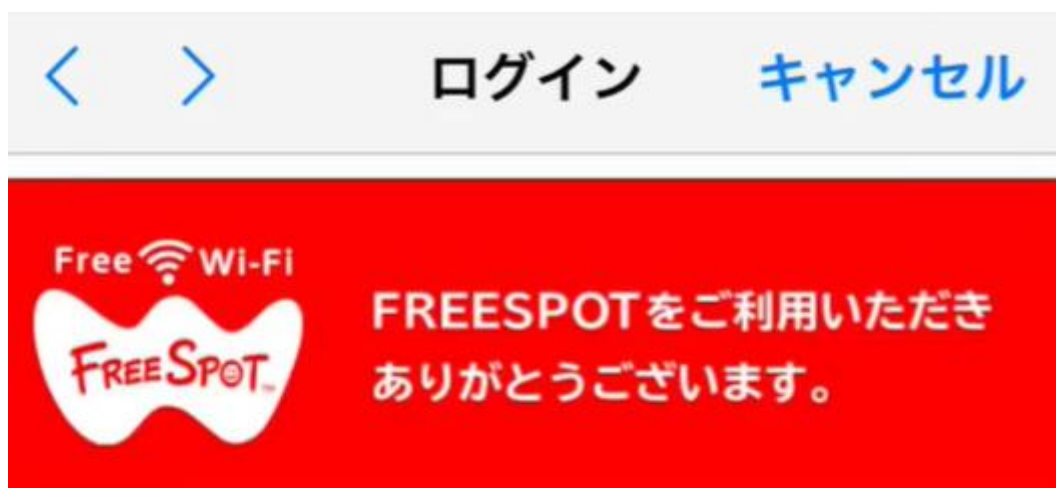 ログイン キャンセル
Free Wi-Fi
FREESPOT
FREESPOTをご利用いただき
ありがとうございます。